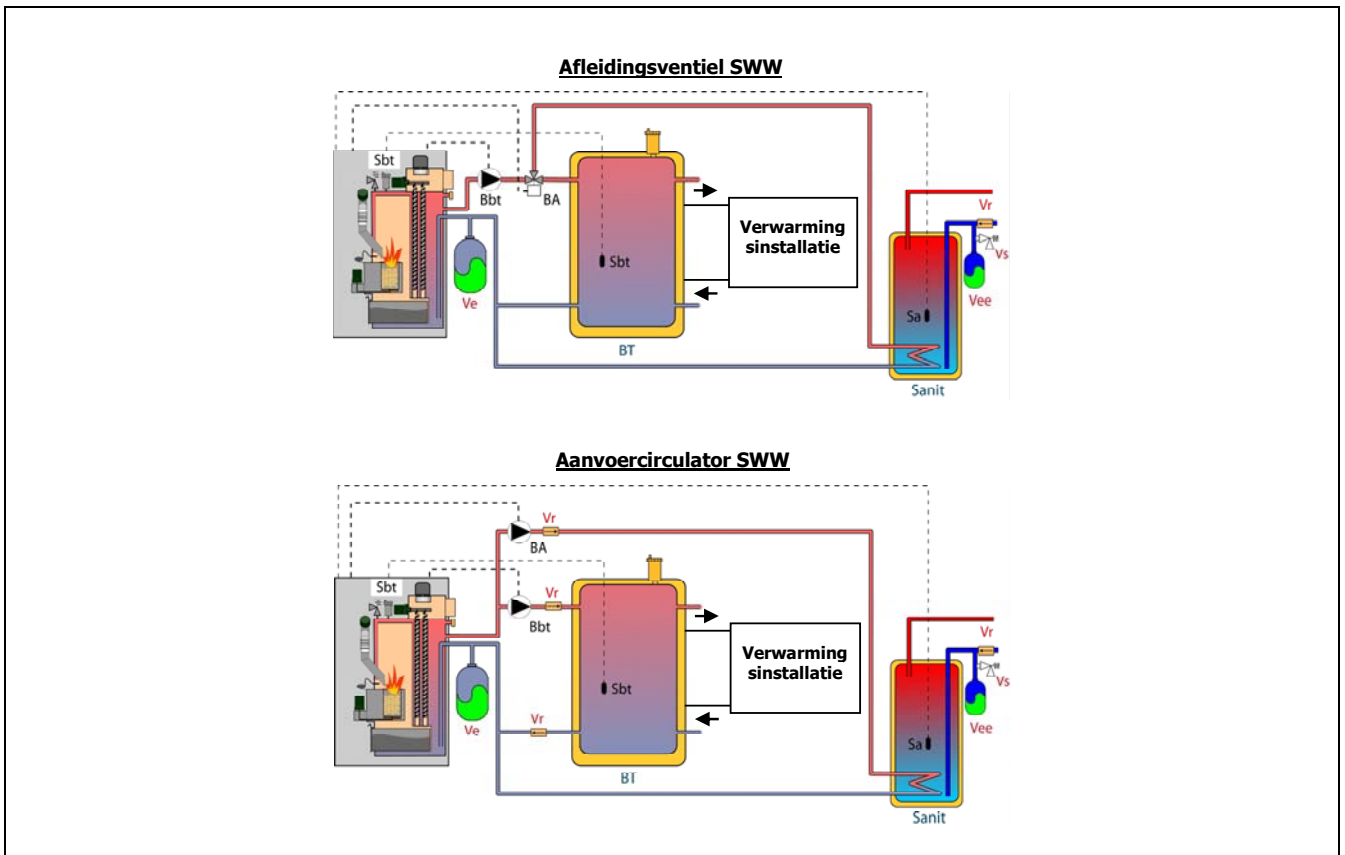 Afleidingsventiel SWW
Sbt
Bbt
BA
Verwarming
sinstallatie
Vr
Vs
Sbt
Ve
Vee
Sa
BT
Sanit
Aanvoercirculator SWW
Vr
BA
Sbt
Vr
Bbt
Verwarming
sinstallatie
Vr
Vs
Sbt
Vr
Ve
Vee
Sa
BT
Sanit